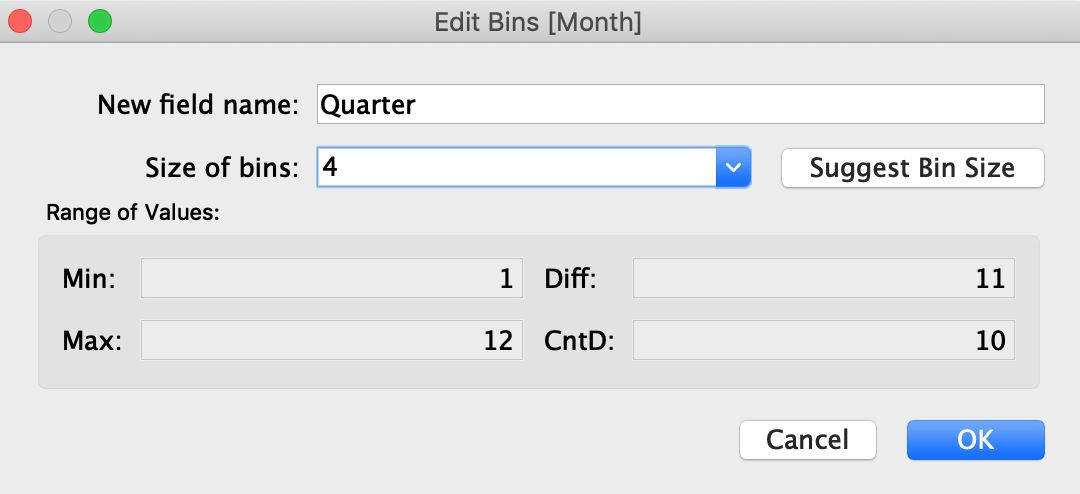 Edit Bins [Month]
New field name: Quarter
Size of bins: 4 Suggest Bin Size
Range of Values:
Min: 1 Diff: 11
Max: 12 CntD: 10
Cancel OK